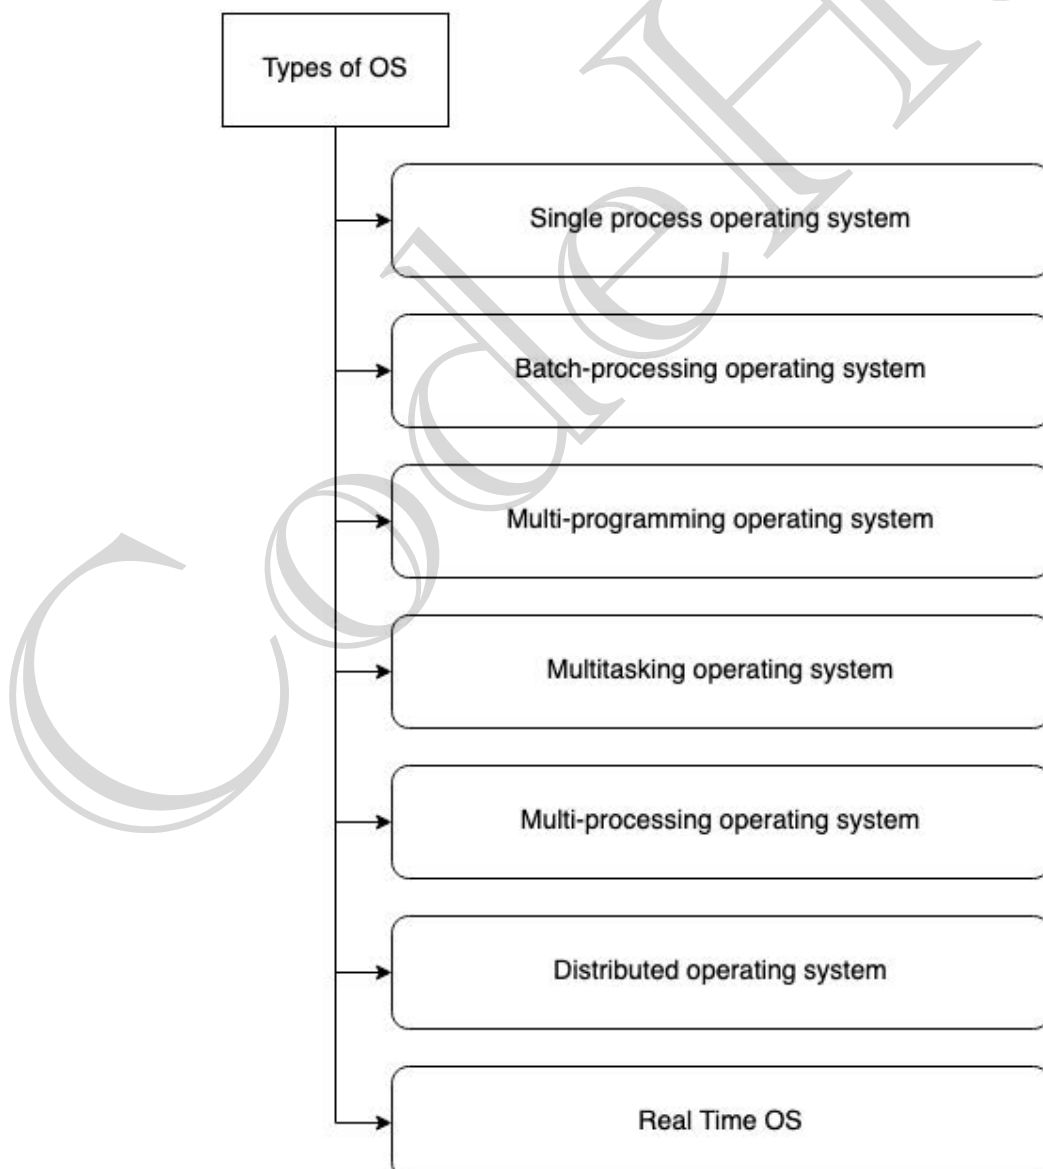 Types of OS
Single process operating system
Batch-processing operating system
Multi-programming operating system
Multitasking operating system
Multi-processing operating system
Distributed operating system
Real Time OS
CodeH